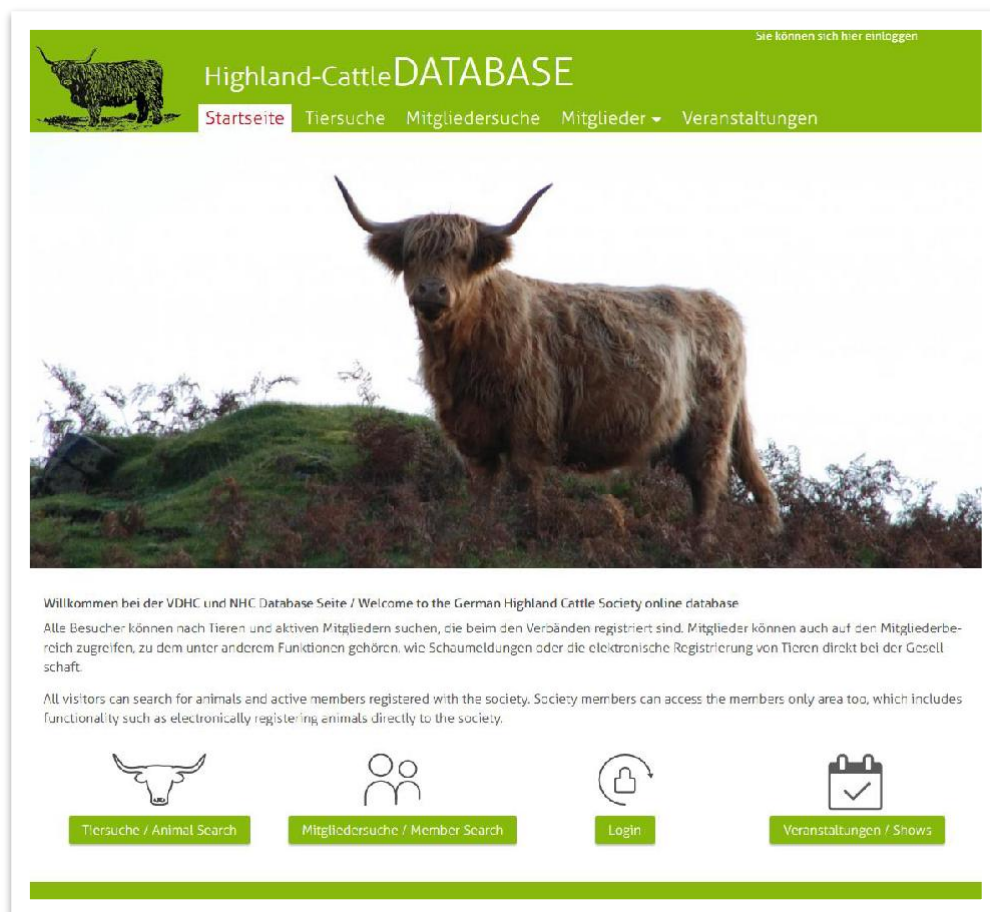 Sie können sich hier einloggen
Highland-CattleDATABASE
Startseite Tiersuche Mitgliedersuche Mitglieder Veranstaltungen
Willkommen bei der VDHC und NHC Database Seite / Welcome to the German Highland Cattle Society online database
Alle Besucher können nach Tieren und aktiven Mitgliedern suchen, die beim den Verbänden registriert sind. Mitglieder können auch auf den Mitgliederbe-
reich zugreifen, zu dem unter anderem Funktionen gehören, wie Schaumeldungen oder die elektronische Registrierung von Tieren direkt bei der Gesell
schaft.
All visitors can search for animals and active members registered with the society. Society members can access the members only area too, which includes
functionality such as electronically registering animals directly to the society.
Tiersuche / Animal Search Mitgliedersuche / Member Search Login Veranstaltungen / Shows